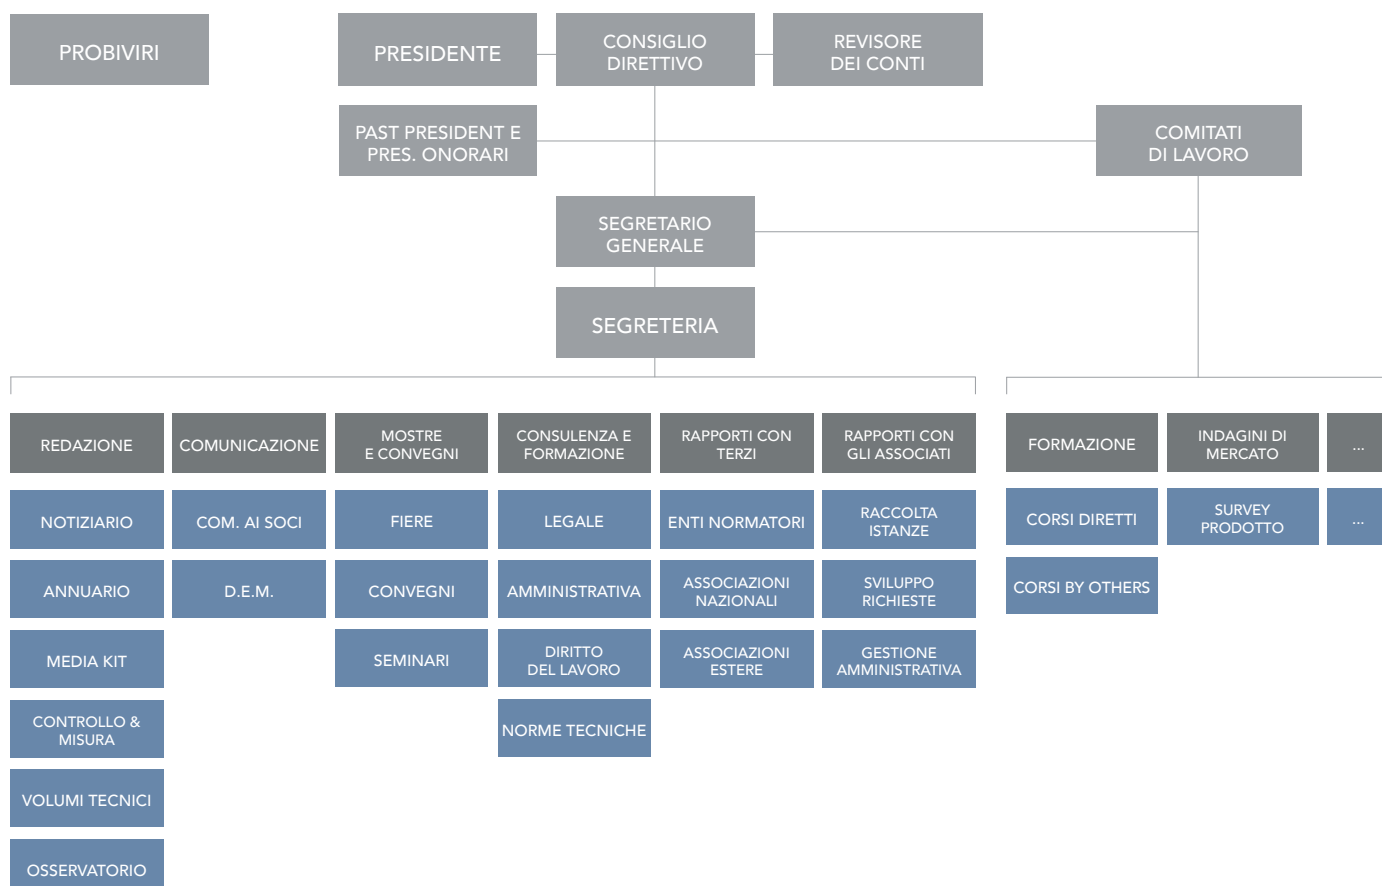 PROBIVIRI
PRESIDENTE
CONSIGLIO
DIRETTIVO
REVISORE
DEI CONTI
PAST PRESIDENT E
PRES. ONORARI
COMITATI
DI LAVORO
SEGRETARIO
GENERALE
SEGRETERIA
REDAZIONE
COMUNICAZIONE
MOSTRE
E CONVEGNI
CONSULENZA E
FORMAZIONE
RAPPORTI CON
TERZI
RAPPORTI CON
GLI ASSOCIATI
FORMAZIONE
INDAGINI DI
MERCATO
...
NOTIZIARIO
COM. AI SOCI
FIERE
LEGALE
ENTI NORMATORI
RACCOLTA
ISTANZE
CORSI DIRETTI
SURVEY
PRODOTTO
...
ANNUARIO
D.E.M.
CONVEGNI
AMMINISTRATIVA
ASSOCIAZIONI
NAZIONALI
SVILUPPO
RICHIESTE
CORSI BY OTHERS
MEDIA KIT
SEMINARI
DIRITTO
DEL LAVORO
ASSOCIAZIONI
ESTERE
GESTIONE
AMMINISTRATIVA
CONTROLLO &
MISURA
NORME TECNICHE
VOLUMI TECNICI
OSSERVATORIO